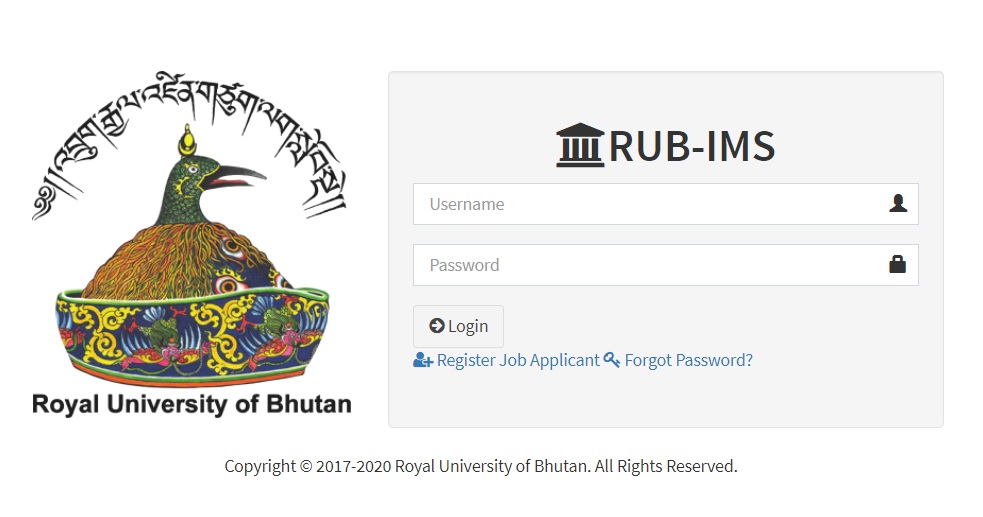 ༄༅།།འབྲུག་རྒྱལ་འཛིན་གཙུག་ལག་སློབ་སྡེ།།
RUB-IMS
Username
Password
Login
Register Job Applicant Forgot Password?
Royal University of Bhutan
Copyright © 2017-2020 Royal University of Bhutan. All Rights Reserved.